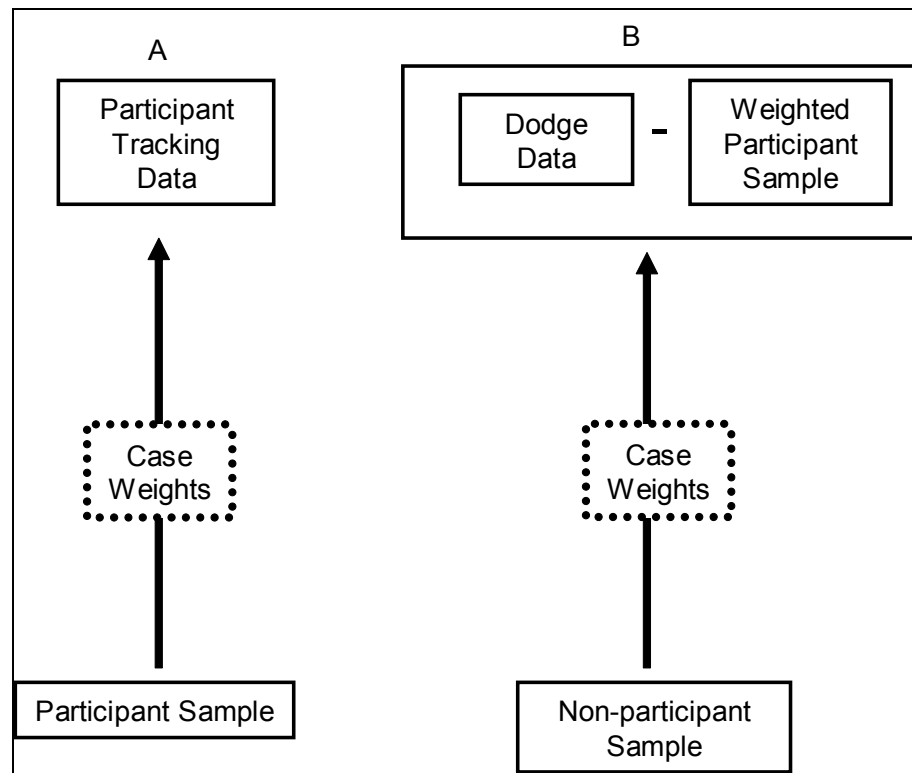 A
Participant
Tracking
Data
Case
Weights
Participant Sample
B
Dodge
Data
-
Weighted
Participant
Sample
Case
Weights
Non-participant
Sample